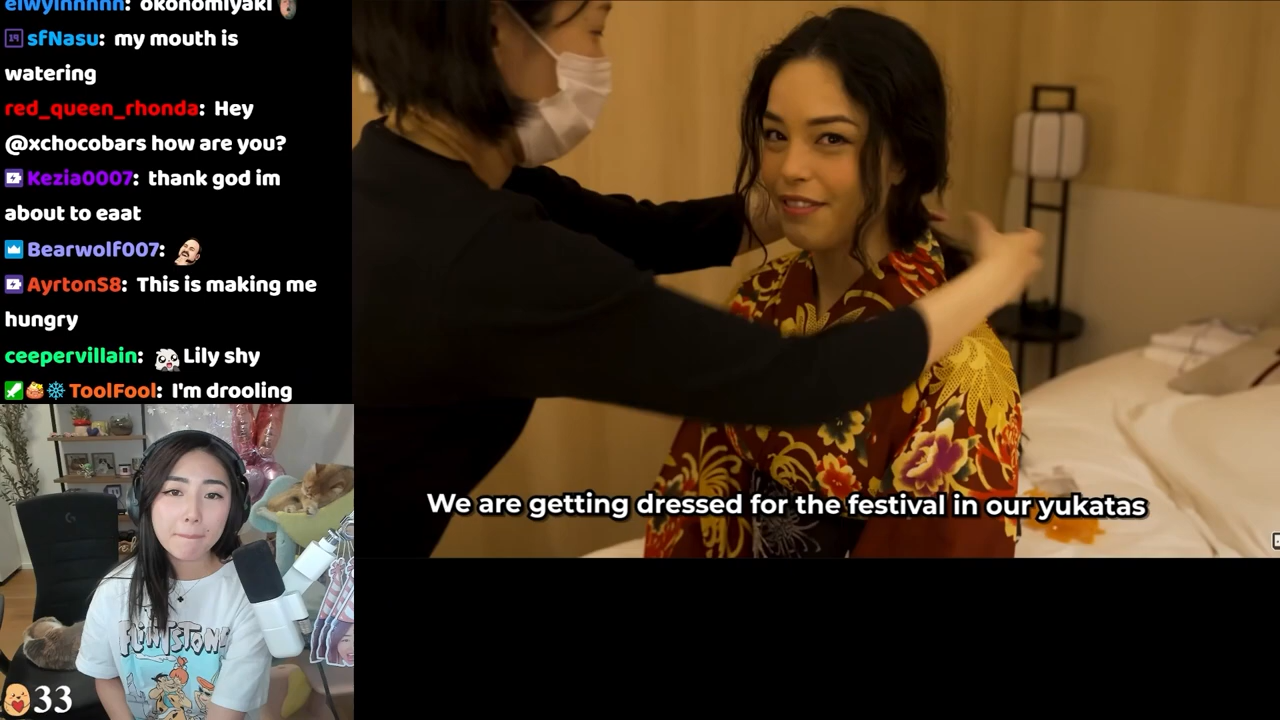 elwyinnnnn: okonomiyaki
sfNasu: my mouth is
watering
red_queen_rhonda: Hey
@xchocobars how are you?
Kezia0007: thank god im
about to eaat
Bearwolf007:
AyrtonS8: This is making me
hungry
ceepervillain: Lily shy
ToolFool: I'm drooling
We are getting dressed for the festival in our yukatas
FLINTSTON
33